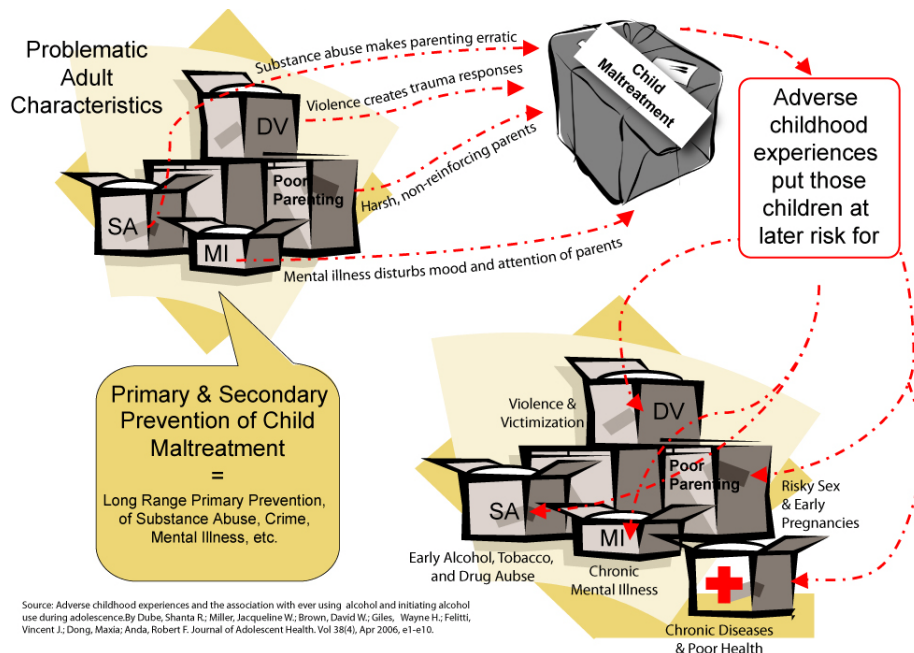 Problematic
Adult
Characteristics
Substance abuse makes parenting erratic
Violence creates trauma responses
Harsh, non-reinforcing parents
Mental illness disturbs mood and attention of parents
DV
Poor
Parenting
SA
MI
Child
Maltreatment
Adverse
childhood
experiences
put those
children at
later risk for
Primary & Secondary
Prevention of Child
Maltreatment
=
Long Range Primary Prevention,
of Substance Abuse, Crime,
Mental Illness, etc.
Violence &
Victimization
DV
Poor
Parenting
SA
MI
Risky Sex
& Early
Pregnancies
Early Alcohol, Tobacco,
and Drug Aubse
Chronic
Mental Illness
Chronic Diseases
& Poor Health
Source: Adverse childhood experiences and the association with ever using alcohol and initiating alcohol
use during adolescence.By Dube, Shanta R.; Miller, Jacqueline W.; Brown, David W.; Giles, Wayne H.; Felitti,
Vincent J.; Dong, Maxia; Anda, Robert F. Journal of Adolescent Health. Vol 38(4), Apr 2006, e1-e10.